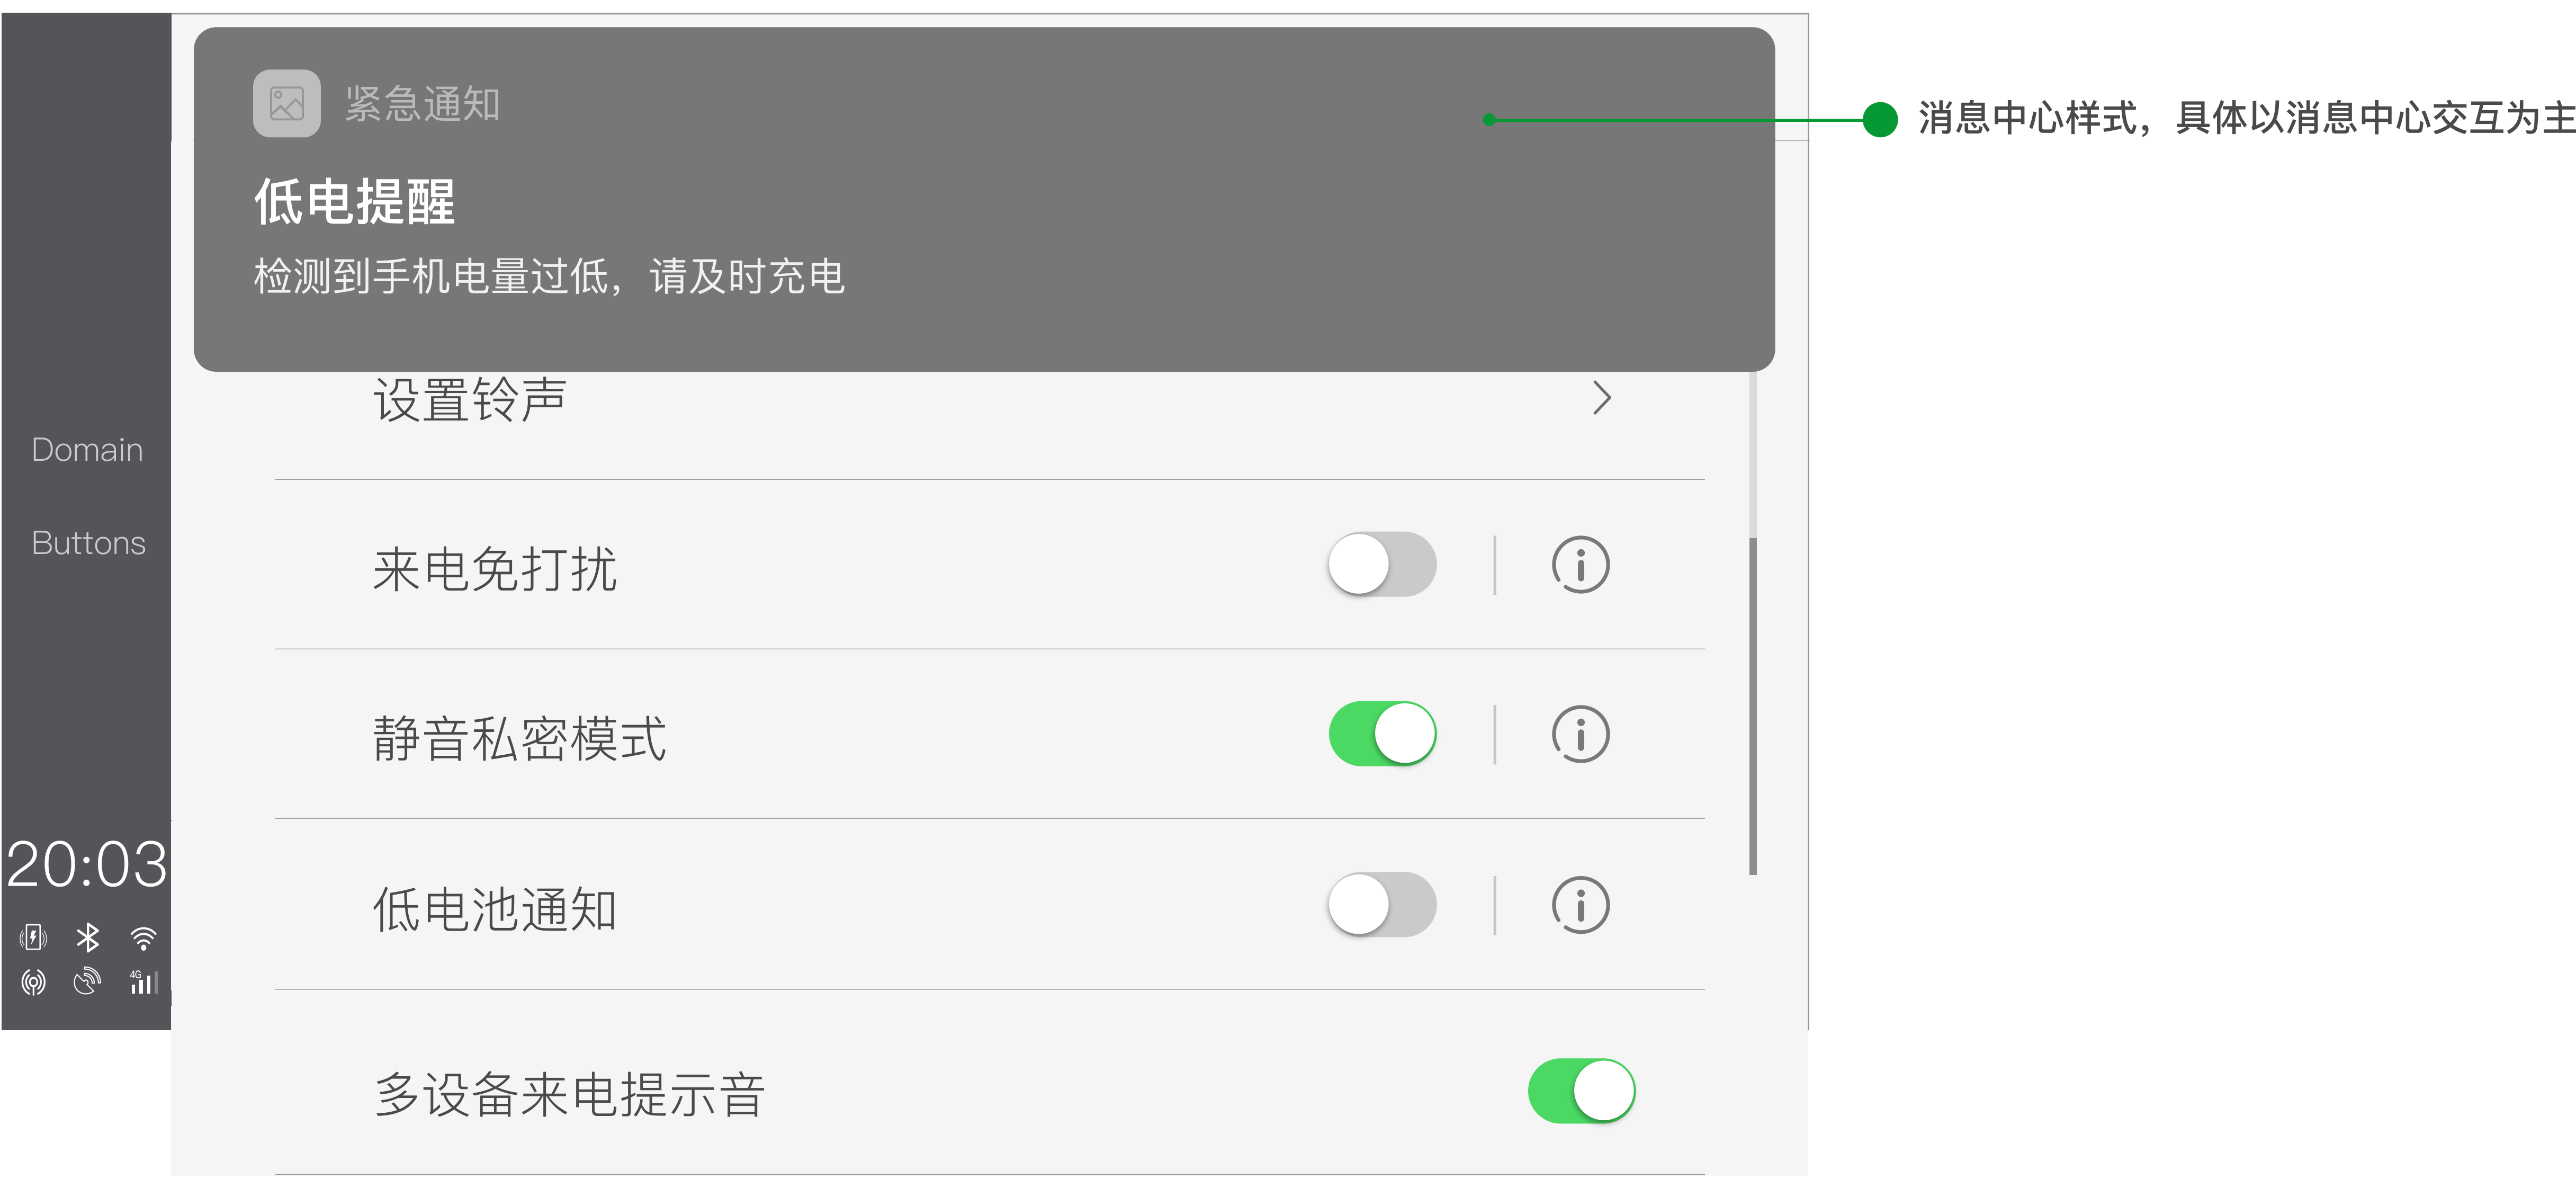 紧急通知
消息中心样式，具体以消息中心交互为主
低电提醒
检测到手机电量过低，请及时充电
设置铃声
Domain
Buttons
来电免打扰
静音私密模式
20:03
低电池通知
4G
多设备来电提示音